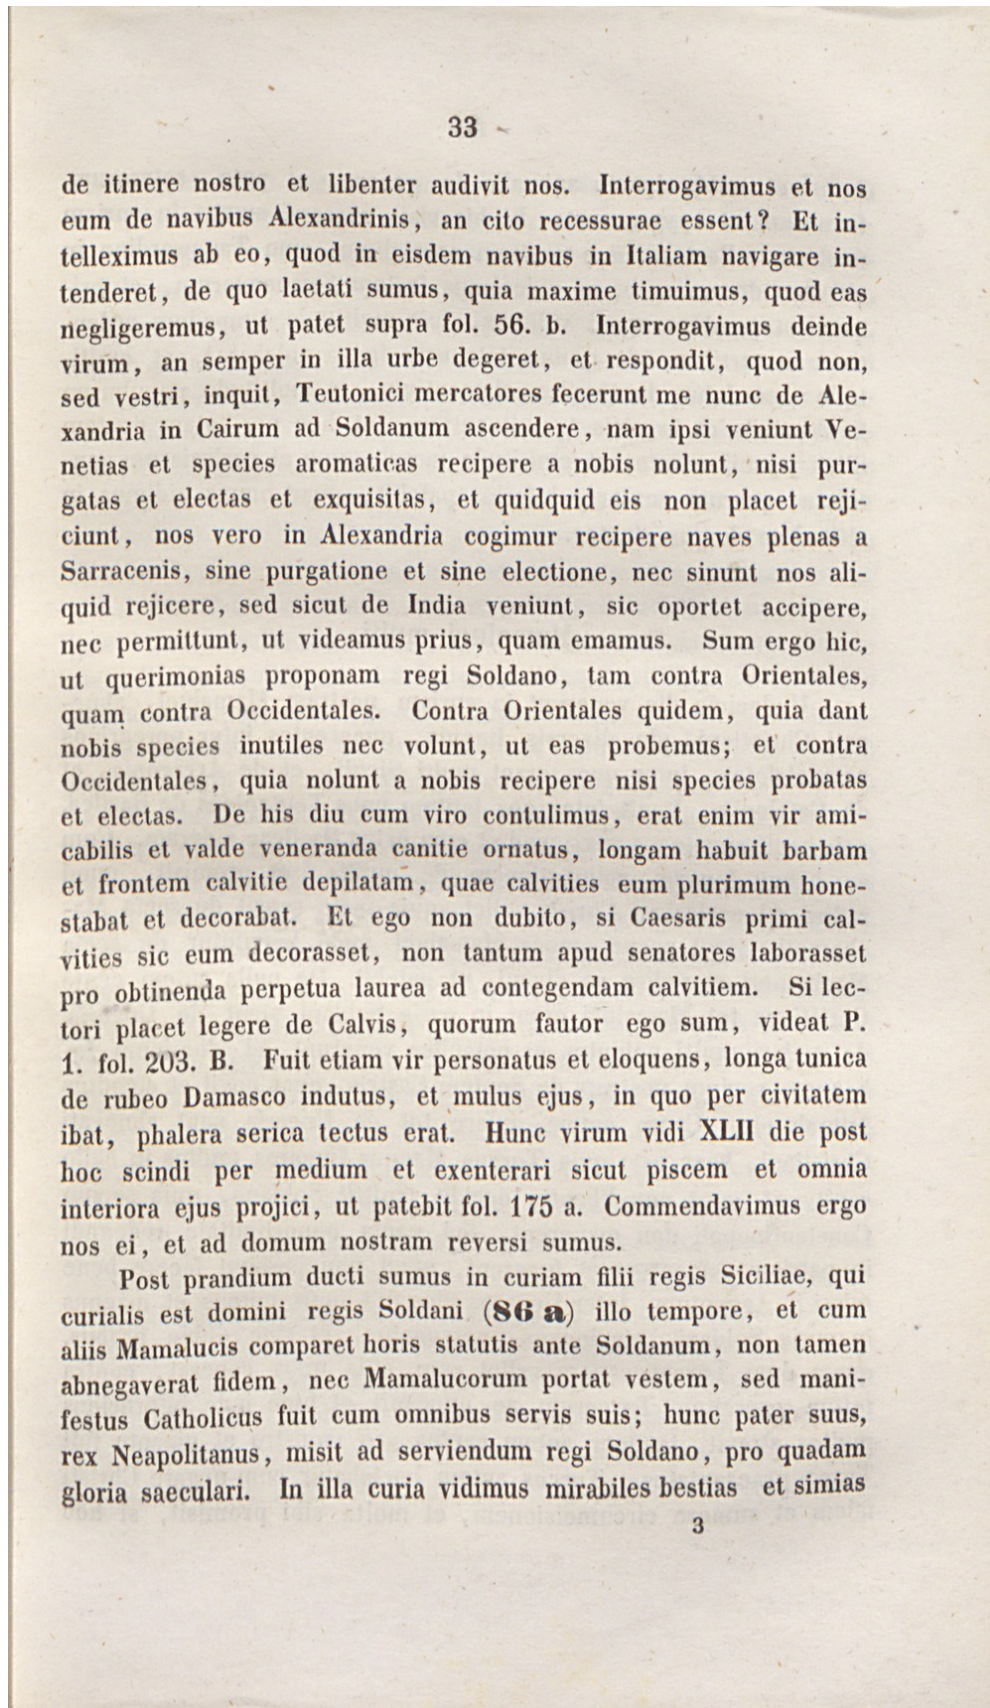 33
de itinere nostro et libenter audivit nos. Interrogavimus et nos
eum de navibus Alexandrinis, an cito recessurae essent? Et in-
telleximus ab eo, quod in eisdem navibus in Italiam navigare in-
tenderet, de quo laetati sumus, quia maxime timuimus, quod eas
negligeremus, ut patet supra fol. 56. b. Interrogavimus deinde
virum, an semper in illa urbe degeret, et respondit, quod non,
sed vestri, inquit, Teutonici mercatores fecerunt me nunc de Ale-
xandria in Cairum ad Soldanum ascendere, nam ipsi veniunt Ve-
netias et species aromaticas recipere a nobis nolunt, nisi pur-
gatas et electas et exquisitas, et quidquid eis non placet reji-
ciunt, nos vero in Alexandria cogimur recipere naves plenas a
Sarracenis, sine purgatione et sine electione, nec sinunt nos ali-
quid rejicere, sed sicut de India veniunt, sic oportet accipere,
nec permittunt, ut videamus prius, quam emamus. Sum ergo hic,
ut querimonias proponam regi Soldano, tam contra Orientales,
quam contra Occidentales. Contra Orientales quidem, quia dant
nobis species inutiles nec volunt, ut eas probemus; et contra
Occidentales, quia nolunt a nobis recipere nisi species probatas
et electas. De his diu cum viro contulimus, erat enim vir ami-
cabilis et valde veneranda canitie ornatus, longam habuit barbam
et frontem calvitie depilatam, quae calvities eum plurimum hone-
stabat et decorabat. Et ego non dubito, si Caesaris primi cal-
vities sic eum decorasset, non tantum apud senatores laborasset
pro obtinenda perpetua laurea ad contegendam calvitiem. Si lec-
tori placet legere de Calvis, quorum fautor ego sum, videat P.
1. fol. 203. B. Fuit etiam vir personatus et eloquens, longa tunica
de rubeo Damasco indutus, et mulus ejus, in quo per civitatem
ibat, phalera serica tectus erat. Hunc virum vidi XLII die post
hoc scindi per medium et exenterari sicut piscem et omnia
interiora ejus projici, ut patebit fol. 175 a. Commendavimus ergo
nos ei, et ad domum nostram reversi sumus.
Post prandium ducti sumus in curiam filii regis Siciliae, qui
curialis est domini regis Soldani (86 a) illo tempore, et cum
aliis Mamalucis comparet horis statutis ante Soldanum, non tamen
abnegaverat fidem, nec Mamalucorum portat vestem, sed mani-
festus Catholicus fuit cum omnibus servis suis; hunc pater suus,
rex Neapolitanus, misit ad serviendum regi Soldano, pro quadam
gloria saeculari. In illa curia vidimus mirabiles bestias et simias
3